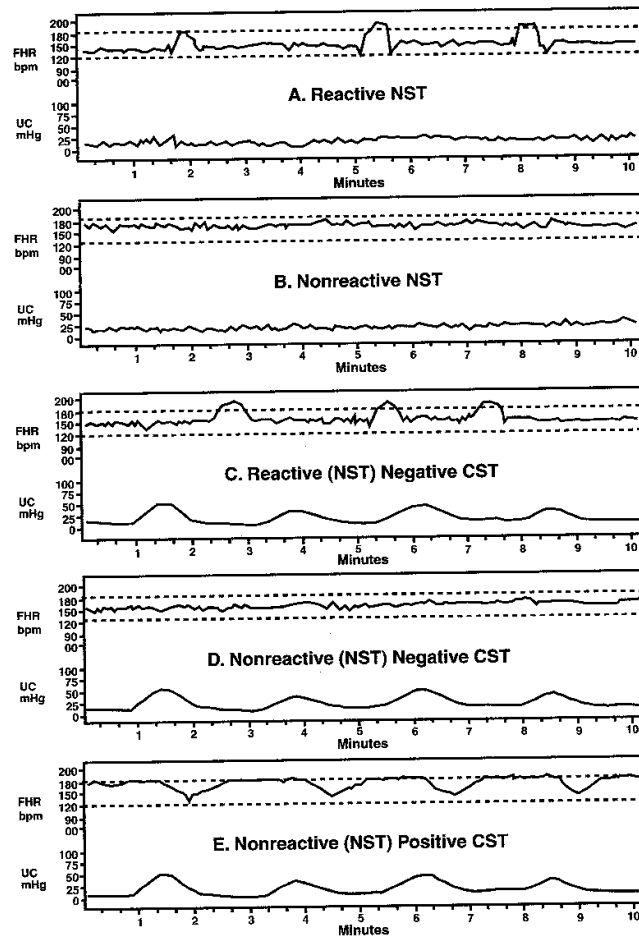 200
180
FHR 150
bpm 120
90
00
A. Reactive NST
100
UC 75
mmHg 50
25
0
1 2 3 4 5 6 7 8 9 10
Minutes
200
180
FHR 150
bpm 120
90
00
B. Nonreactive NST
100
UC 75
mmHg 50
25
0
1 2 3 4 5 6 7 8 9 10
Minutes
200
180
FHR 150
bpm 120
90
00
C. Reactive (NST) Negative CST
100
UC 75
mmHg 50
25
0
1 2 3 4 5 6 7 8 9 10
Minutes
200
180
FHR 150
bpm 120
90
00
D. Nonreactive (NST) Negative CST
100
UC 75
mmHg 50
25
0
1 2 3 4 5 6 7 8 9 10
Minutes
200
180
FHR 150
bpm 120
90
00
E. Nonreactive (NST) Positive CST
100
UC 75
mmHg 50
25
0
1 2 3 4 5 6 7 8 9 10
Minutes